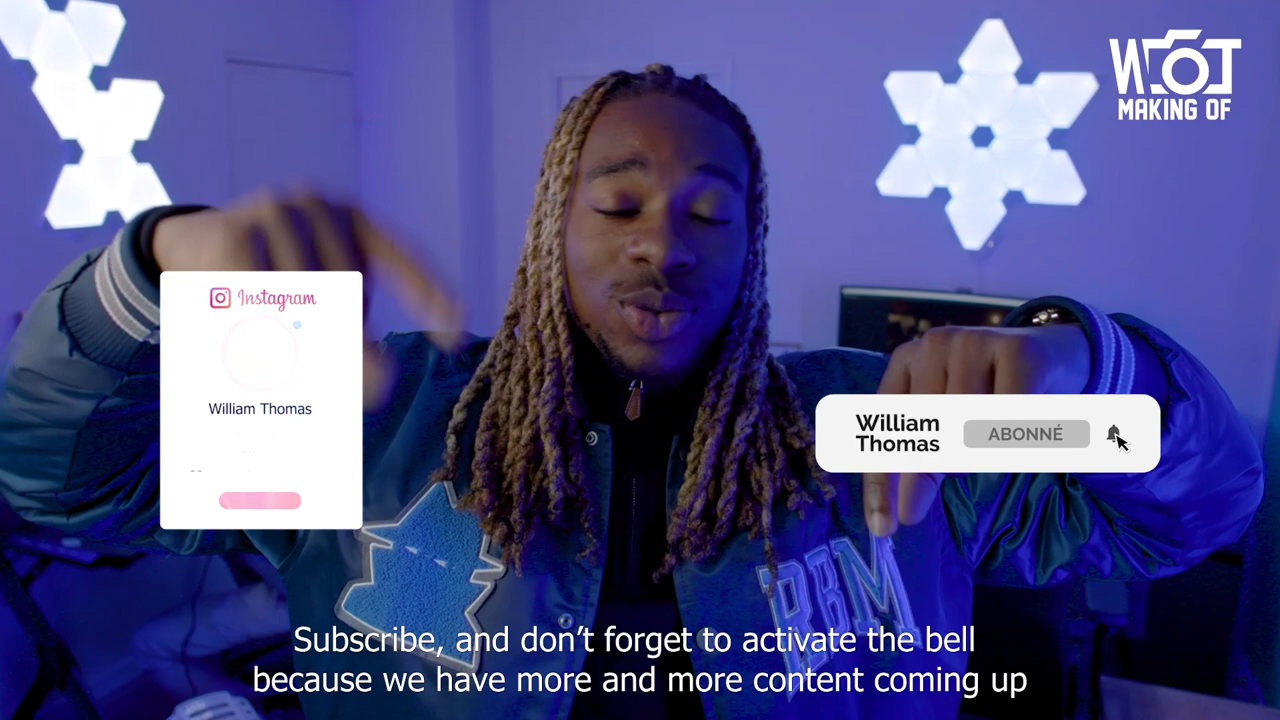 WOT
MAKING OF
Instagram
William Thomas
William
Thomas
ABONNÉ
Subscribe, and don’t forget to activate the bell
because we have more and more content coming up